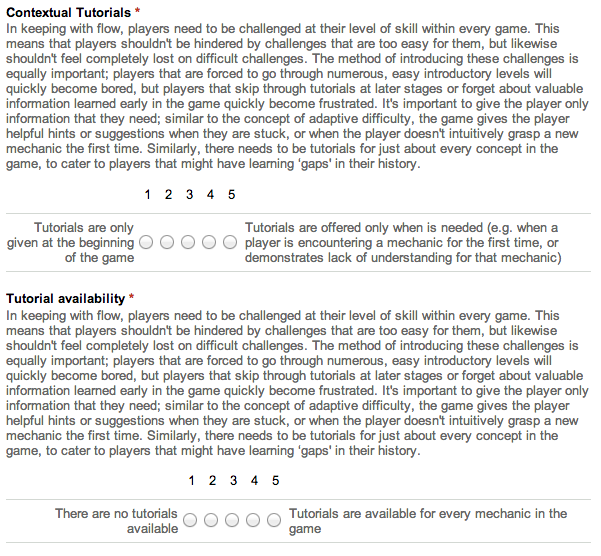 Contextual Tutorials *
In keeping with flow, players need to be challenged at their level of skill within every game. This
means that players shouldn't be hindered by challenges that are too easy for them, but likewise
shouldn't feel completely lost on difficult challenges. The method of introducing these challenges is
equally important; players that are forced to go through numerous, easy introductory levels will
quickly become bored, but players that skip through tutorials at later stages or forget about valuable
information learned early in the game quickly become frustrated. It's important to give the player only
information that they need; similar to the concept of adaptive difficulty, the game gives the player
helpful hints or suggestions when they are stuck, or when the player doesn't intuitively grasp a new
mechanic the first time. Similarly, there needs to be tutorials for just about every concept in the
game, to cater to players that might have learning 'gaps' in their history.
1 2 3 4 5
Tutorials are only
given at the beginning
of the game
Tutorials are offered only when is needed (e.g. when a
player is encountering a mechanic for the first time, or
demonstrates lack of understanding for that mechanic)
Tutorial availability *
In keeping with flow, players need to be challenged at their level of skill within every game. This
means that players shouldn't be hindered by challenges that are too easy for them, but likewise
shouldn't feel completely lost on difficult challenges. The method of introducing these challenges is
equally important; players that are forced to go through numerous, easy introductory levels will
quickly become bored, but players that skip through tutorials at later stages or forget about valuable
information learned early in the game quickly become frustrated. It's important to give the player only
information that they need; similar to the concept of adaptive difficulty, the game gives the player
helpful hints or suggestions when they are stuck, or when the player doesn't intuitively grasp a new
mechanic the first time. Similarly, there needs to be tutorials for just about every concept in the
game, to cater to players that might have learning 'gaps' in their history.
1 2 3 4 5
There are no tutorials
available
Tutorials are available for every mechanic in the
game